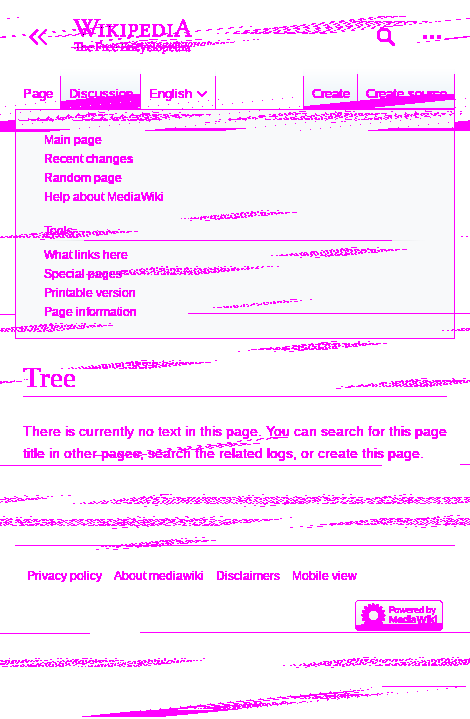 WIKIPEDIA
The Free Encyclopedia
Page Discussion English Create Create source
Main page
Recent changes
Random page
Help about MediaWiki
Tools
What links here
Special pages
Printable version
Page information
Tree
There is currently no text in this page. You can search for this page
title in other pages, search the related logs, or create this page.
Privacy policy About mediawiki Disclaimers Mobile view
Powered by
MediaWiki